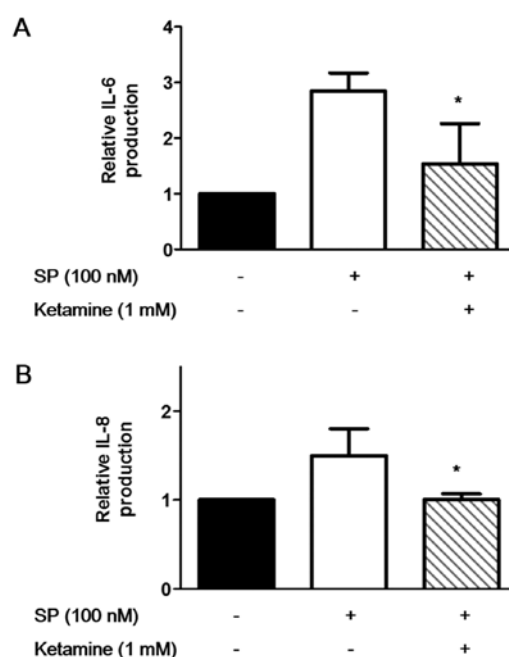 A
Relative IL-6
production
4
3
2
1
0
*
SP (100 nM) - + +
Ketamine (1 mM) - - +
B
Relative IL-8
production
2
1
0
*
SP (100 nM) - + +
Ketamine (1 mM) - - +